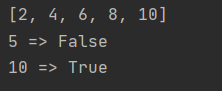 [2, 4, 6, 8, 10]
5 => False
10 => True